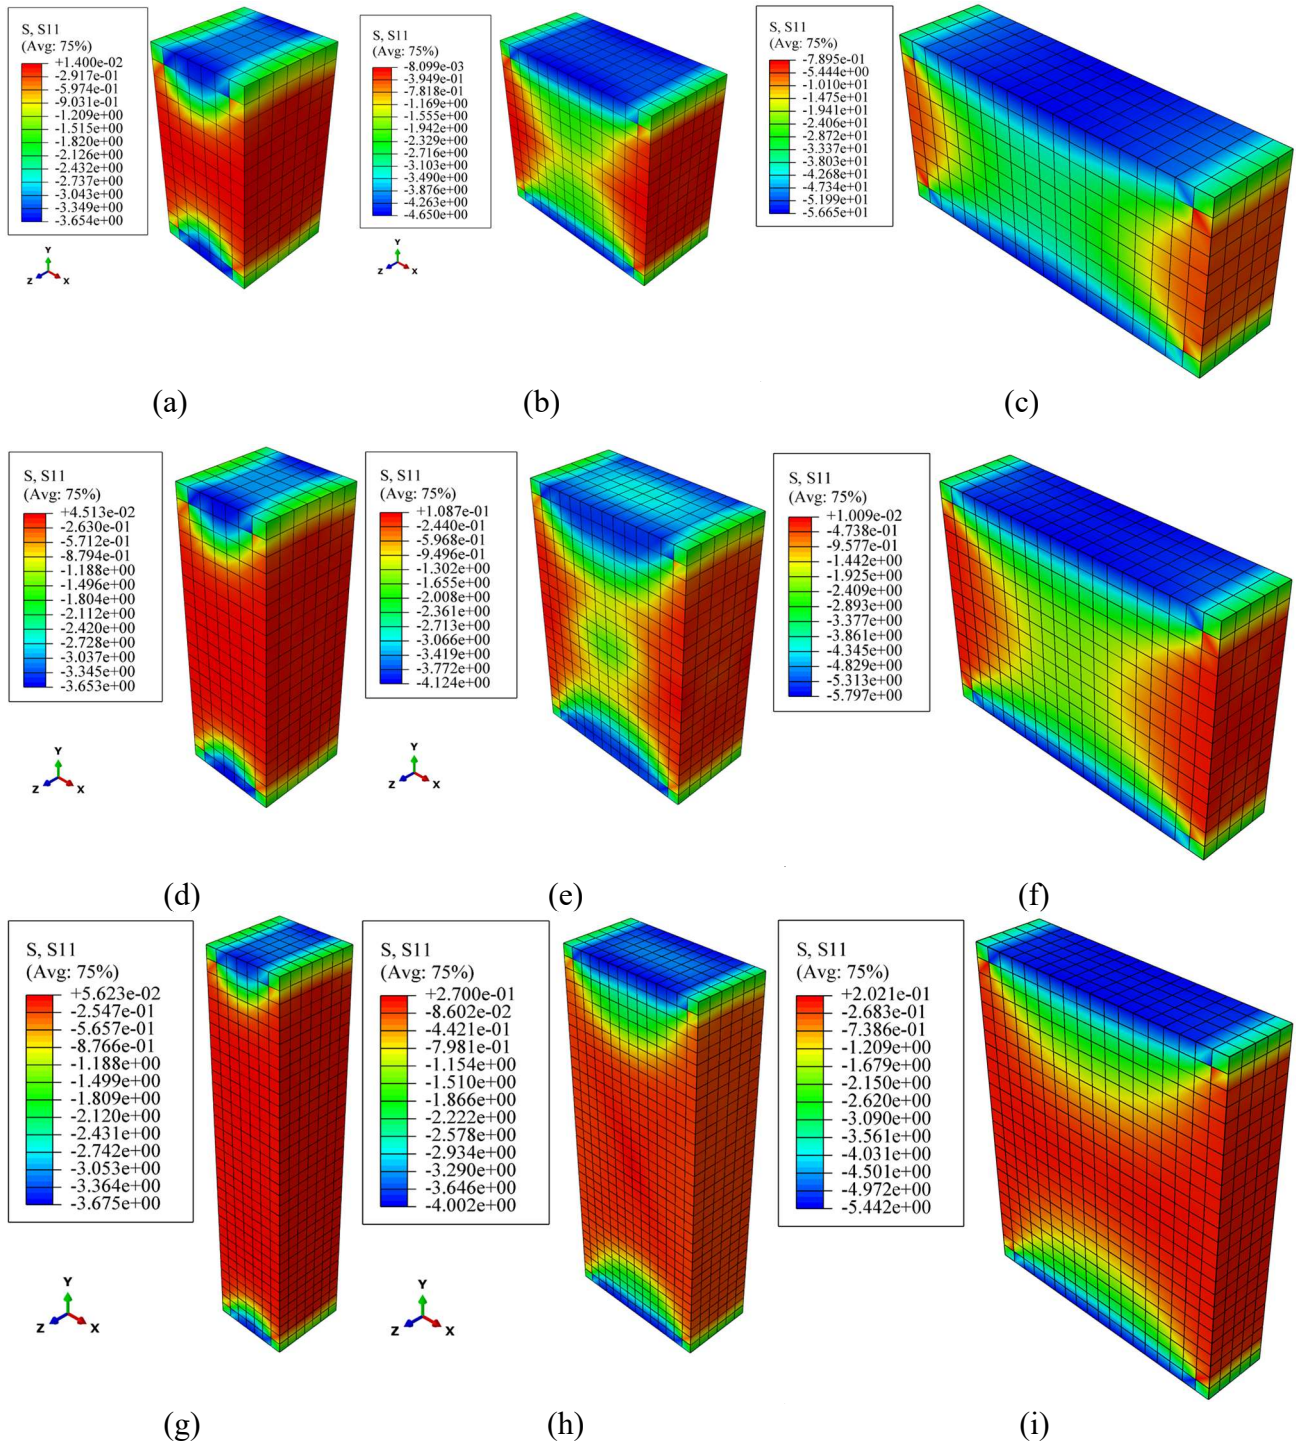 S, S11
(Avg: 75%)
+1.400e-02
-2.917e-01
-5.974e-01
-9.031e-01
-1.209e+00
-1.515e+00
-1.820e+00
-2.126e+00
-2.432e+00
-2.737e+00
-3.043e+00
-3.349e+00
-3.654e+00
Y
Z X
(a)
S, S11
(Avg: 75%)
-8.099e-03
-3.949e-01
-7.818e-01
-1.169e+00
-1.555e+00
-1.942e+00
-2.329e+00
-2.716e+00
-3.103e+00
-3.490e+00
-3.876e+00
-4.263e+00
-4.650e+00
Y
Z X
(b)
S, S11
(Avg: 75%)
-7.895e-01
-5.444e+00
-1.010e+01
-1.475e+01
-1.941e+01
-2.406e+01
-2.872e+01
-3.337e+01
-3.803e+01
-4.268e+01
-4.734e+01
-5.199e+01
-5.665e+01
(c)
S, S11
(Avg: 75%)
+4.513e-02
-2.630e-01
-5.712e-01
-8.794e-01
-1.188e+00
-1.496e+00
-1.804e+00
-2.112e+00
-2.420e+00
-2.728e+00
-3.037e+00
-3.345e+00
-3.653e+00
Y
Z X
(d)
S, S11
(Avg: 75%)
+1.087e-01
-2.440e-01
-5.968e-01
-9.496e-01
-1.302e+00
-1.655e+00
-2.008e+00
-2.361e+00
-2.713e+00
-3.066e+00
-3.419e+00
-3.772e+00
-4.124e+00
Y
Z X
(e)
S, S11
(Avg: 75%)
+1.009e-02
-4.738e-01
-9.577e-01
-1.442e+00
-1.925e+00
-2.409e+00
-2.893e+00
-3.377e+00
-3.861e+00
-4.345e+00
-4.829e+00
-5.313e+00
-5.797e+00
(f)
S, S11
(Avg: 75%)
+5.623e-02
-2.547e-01
-5.657e-01
-8.766e-01
-1.188e+00
-1.499e+00
-1.809e+00
-2.120e+00
-2.431e+00
-2.742e+00
-3.053e+00
-3.364e+00
-3.675e+00
Y
Z X
(g)
S, S11
(Avg: 75%)
+2.700e-01
-8.602e-02
-4.421e-01
-7.981e-01
-1.154e+00
-1.510e+00
-1.866e+00
-2.222e+00
-2.578e+00
-2.934e+00
-3.290e+00
-3.646e+00
-4.002e+00
Y
Z X
(h)
S, S11
(Avg: 75%)
+2.021e-01
-2.683e-01
-7.386e-01
-1.209e+00
-1.679e+00
-2.150e+00
-2.620e+00
-3.090e+00
-3.561e+00
-4.031e+00
-4.501e+00
-4.972e+00
-5.442e+00
(i)